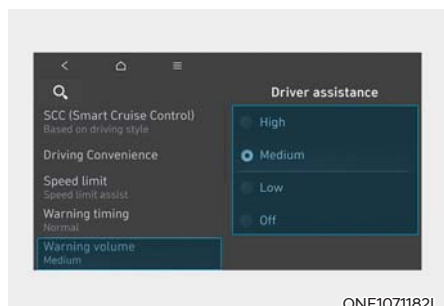 Driver assistance
SCC (Smart Cruise Control)
Based on driving style
Driving Convenience
Speed limit
Speed limit assist
Warning timing
Normal
Warning volume
Medium
High
Medium
Low
Off
ONE1071182L